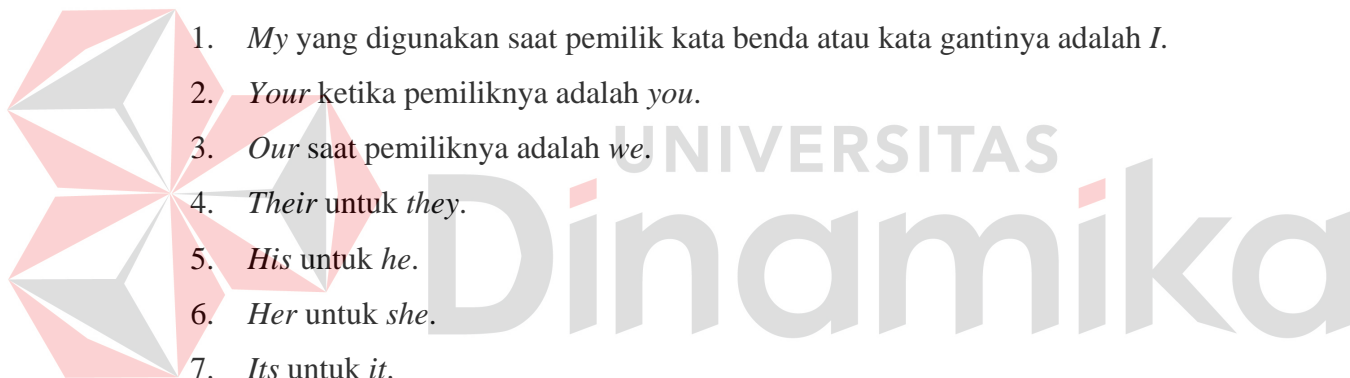 1. My yang digunakan saat pemilik kata benda atau kata gantinya adalah I.
2. Your ketika pemiliknya adalah you.
3. Our saat pemiliknya adalah we.
UNIVERSITAS
Dinamika
4. Their untuk they.
5. His untuk he.
6. Her untuk she.
7. Its untuk it.